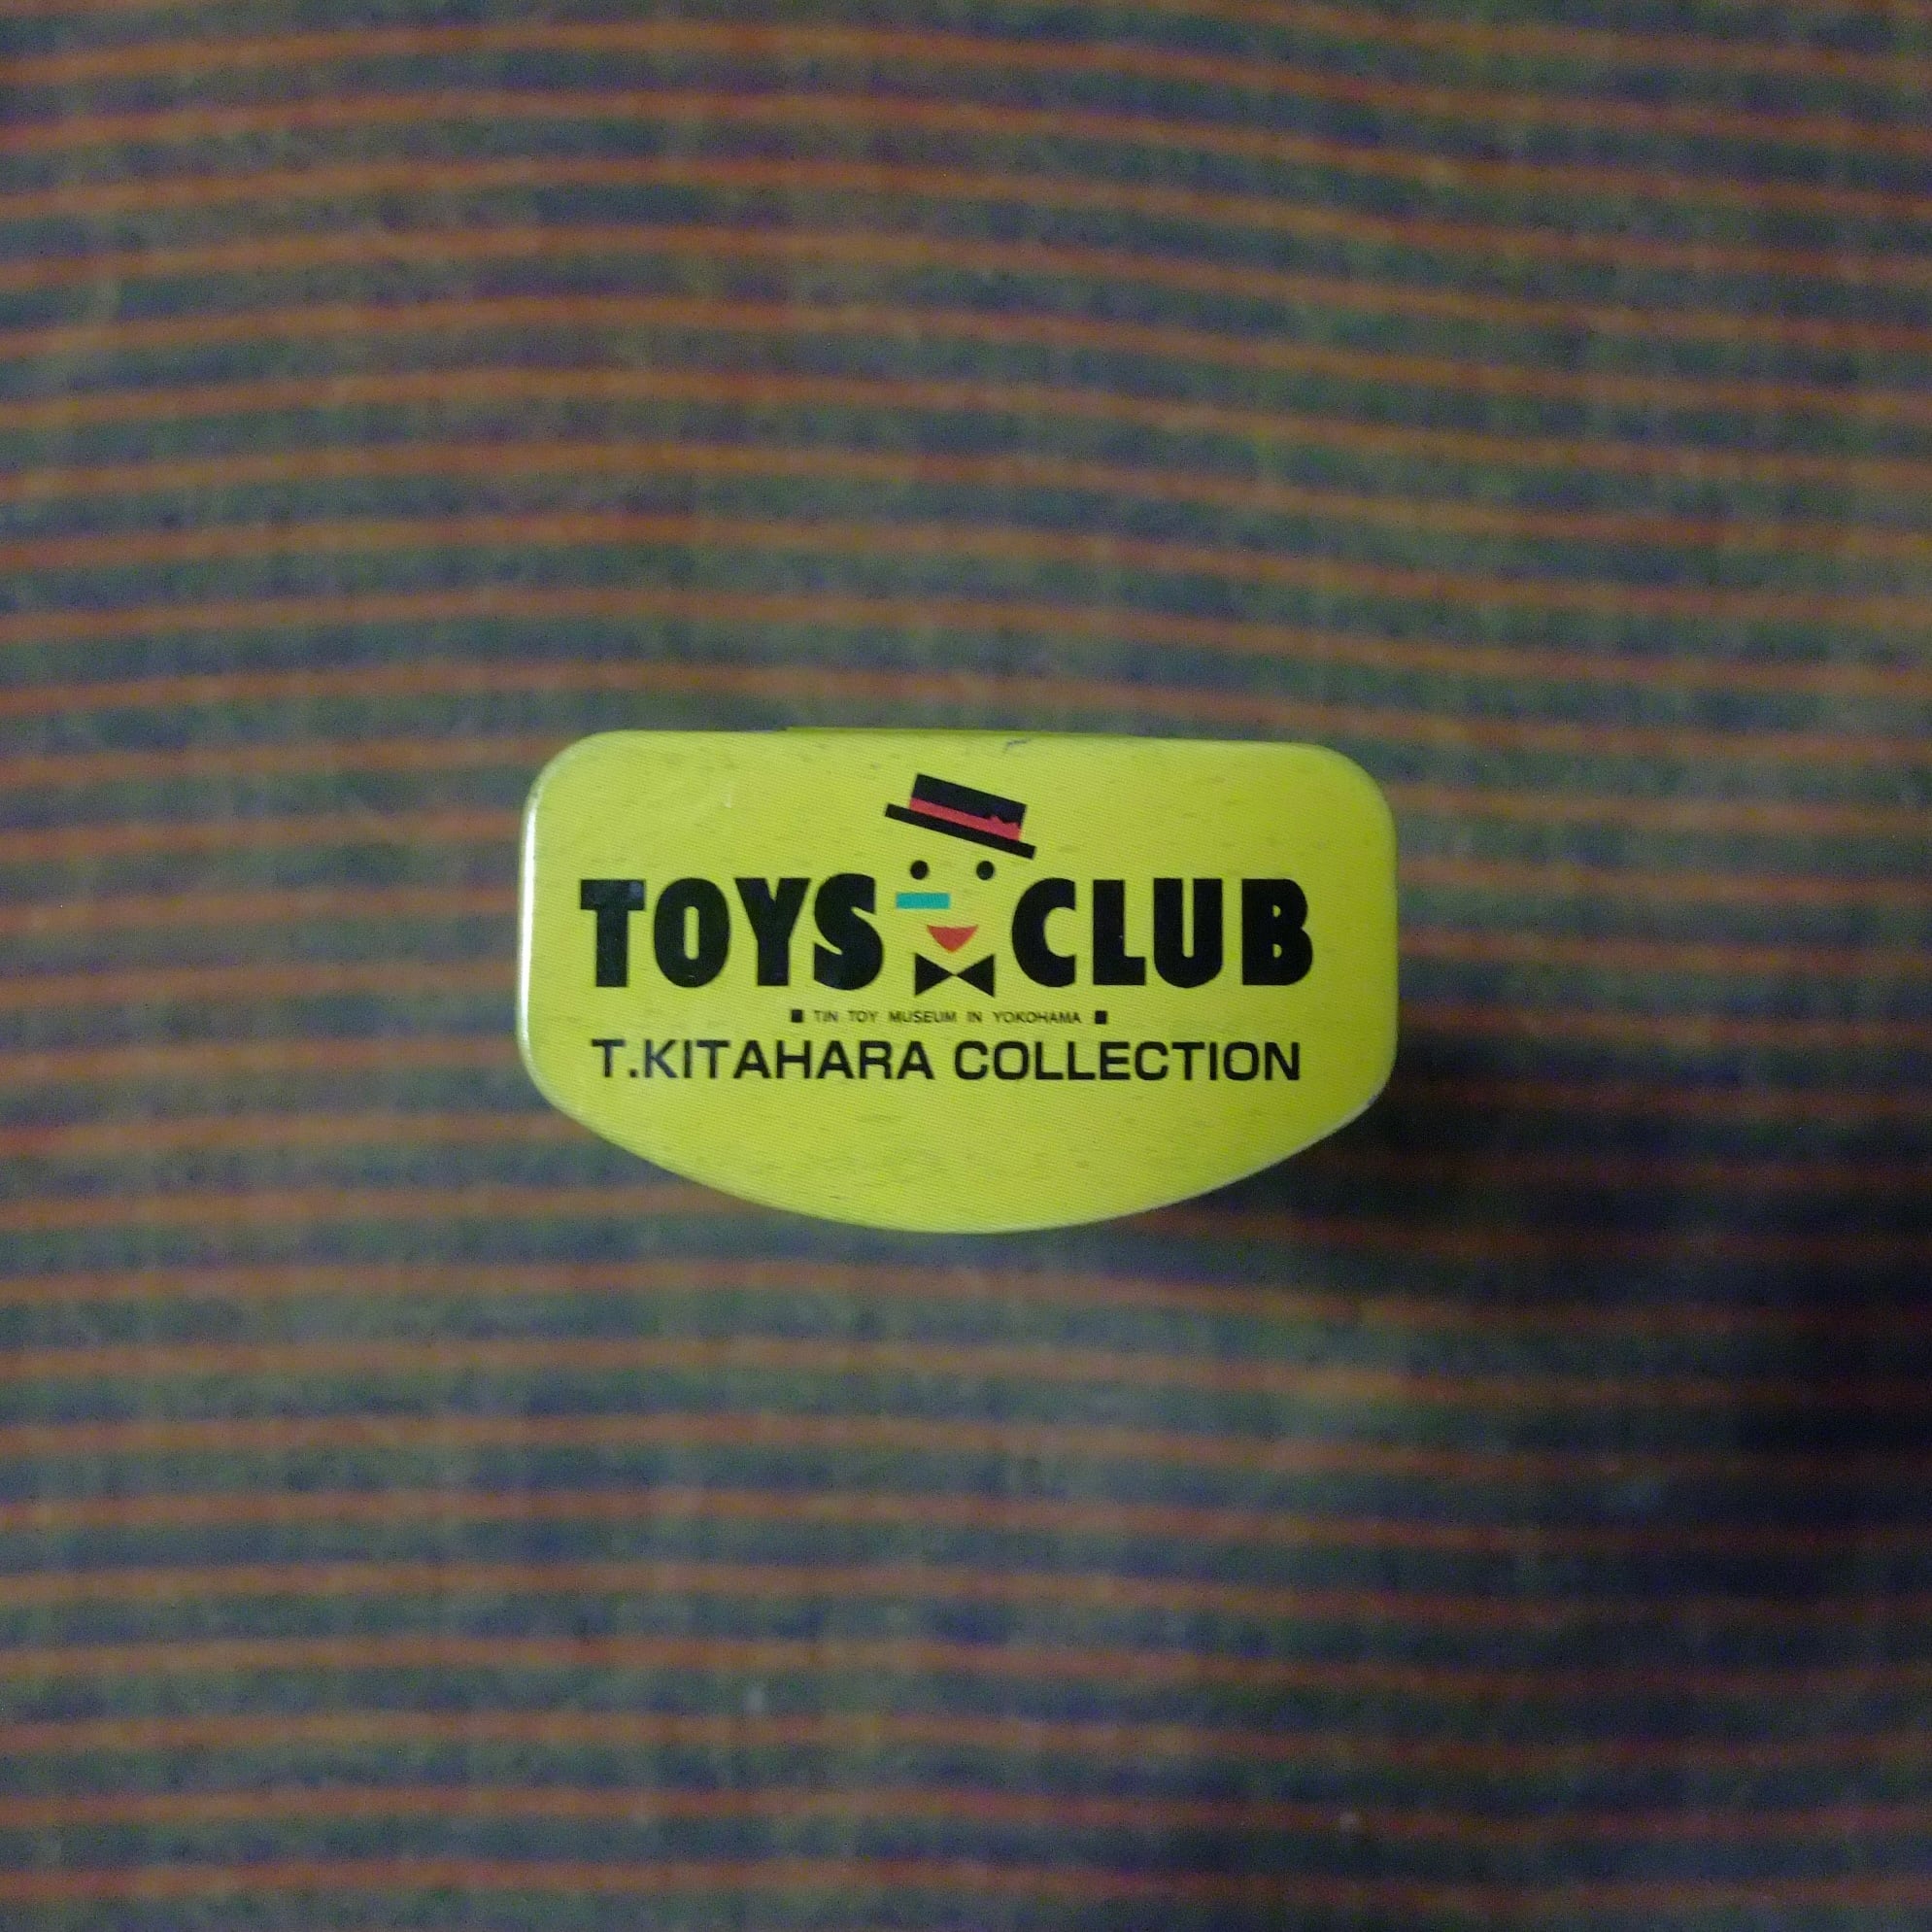 TOYS CLUB
■ TIN TOY MUSEUM IN YOKOHAMA ■
T.KITAHARA COLLECTION